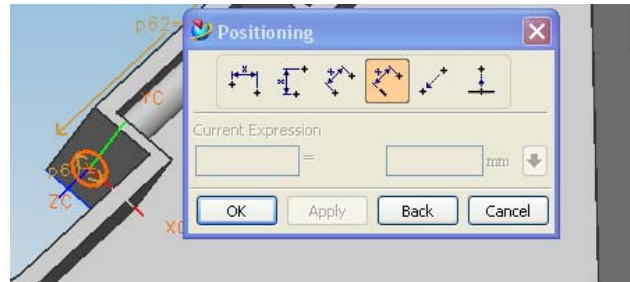 p62=
Positioning
YC
Current Expression
=
mm
ZC
OK
Apply
Back
Cancel